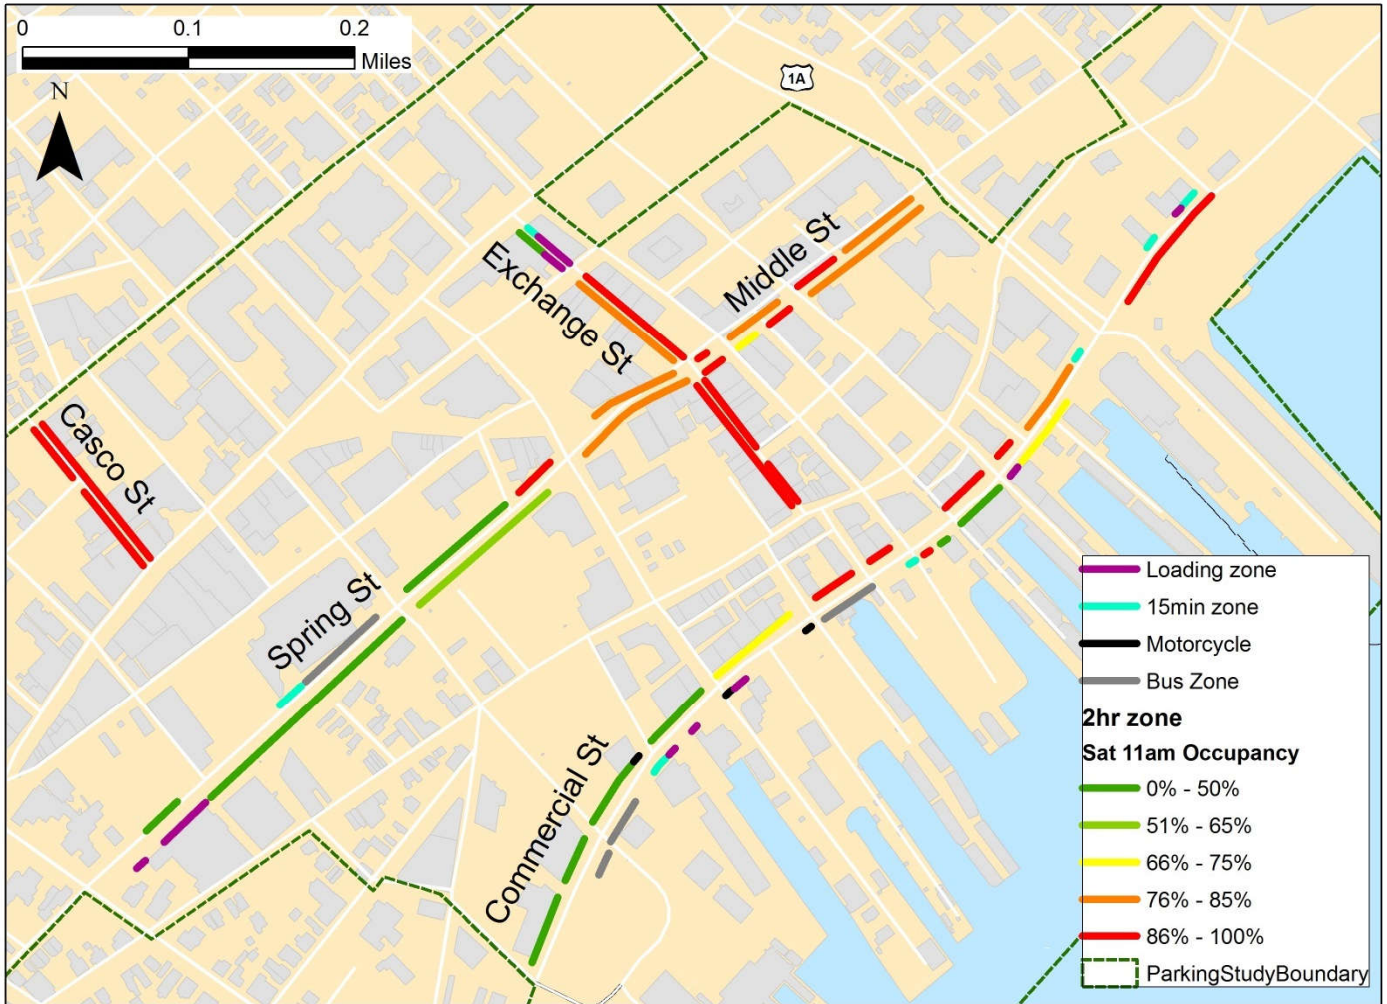 0 0.1 0.2
Miles
N
1A
Middle St
Exchange St
Casco St
Spring St
Commercial St
Loading zone
15min zone
Motorcycle
Bus Zone
2hr zone
Sat 11am Occupancy
0% - 50%
51% - 65%
66% - 75%
76% - 85%
86% - 100%
ParkingStudyBoundary